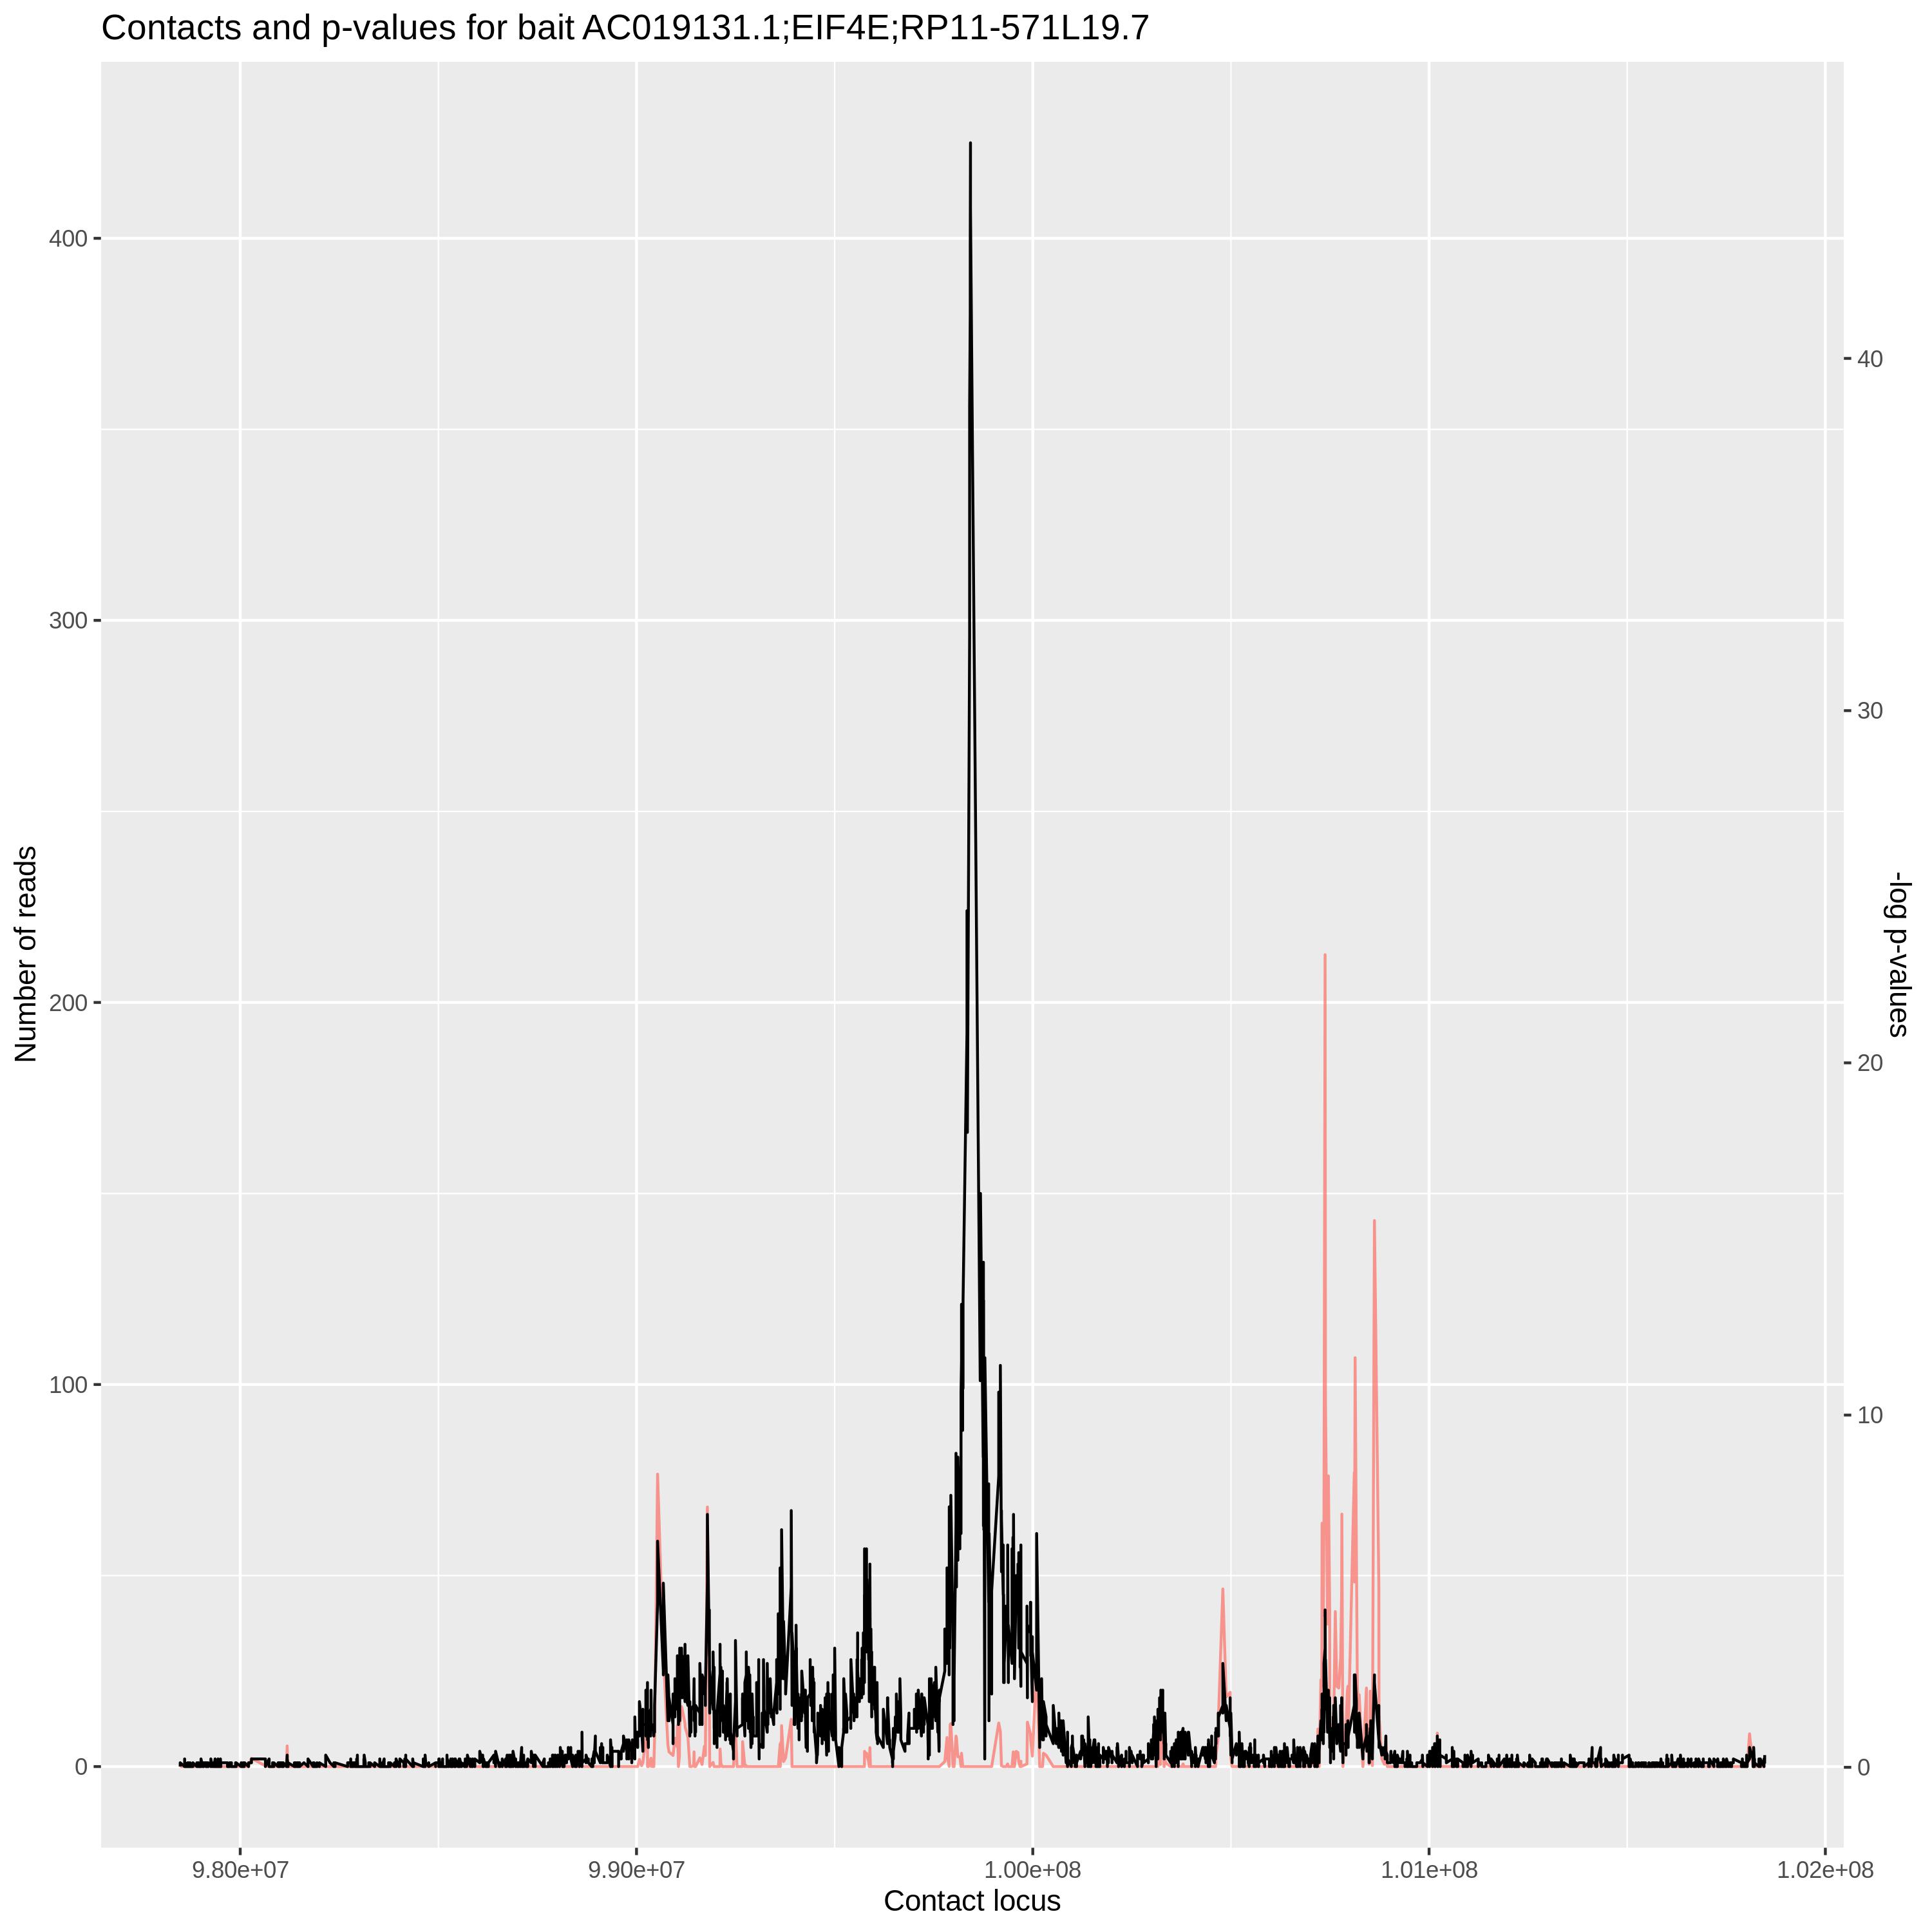 Contacts and p-values for bait AC019131.1;EIF4E;RP11-571L19.7
400
300
200
100
0
Number of reads
40
30
20
10
0
-log p-values
9.80e+07
9.90e+07
1.00e+08
1.01e+08
1.02e+08
Contact locus